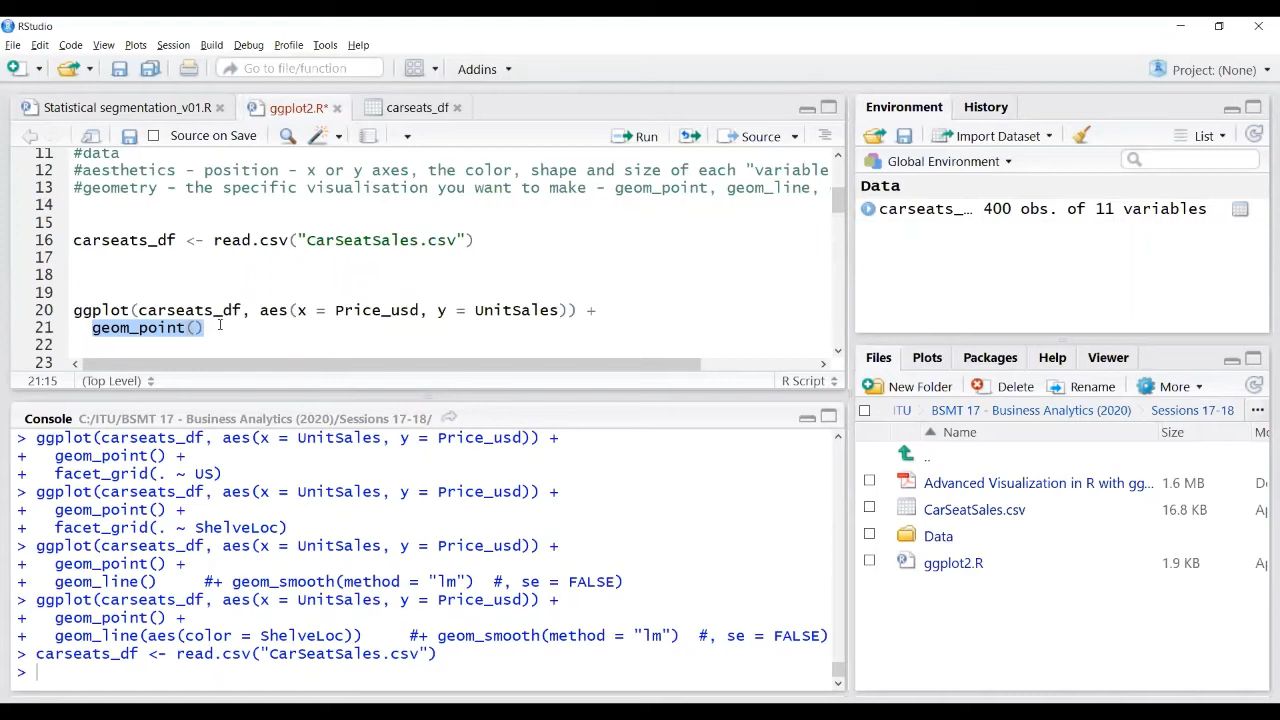 RStudio
File Edit Code View Plots Session Build Debug Profile Tools Help
Go to file/function Addins Project: (None)
Statistical segmentation_v01.R ggplot2.R* carseats_df
Source on Save Run Source
11 #data
12 #aesthetics - position - x or y axes, the color, shape and size of each "variable
13 #geometry - the specific visualisation you want to make - geom_point, geom_line,
14
15
16 carseats_df <- read.csv("CarSeatSales.csv")
17
18
19
20 ggplot(carseats_df, aes(x = Price_usd, y = UnitSales)) +
21 geom_point()
22
23
21:15 (Top Level) R Script
Console C:/ITU/BSMT 17 - Business Analytics (2020)/Sessions 17-18/
> ggplot(carseats_df, aes(x = UnitSales, y = Price_usd)) +
+ geom_point() +
+ facet_grid(. ~ US)
> ggplot(carseats_df, aes(x = UnitSales, y = Price_usd)) +
+ geom_point() +
+ facet_grid(. ~ ShelveLoc)
> ggplot(carseats_df, aes(x = UnitSales, y = Price_usd)) +
+ geom_point() +
+ geom_line() #+ geom_smooth(method = "lm") #, se = FALSE)
> ggplot(carseats_df, aes(x = UnitSales, y = Price_usd)) +
+ geom_point() +
+ geom_line(aes(color = ShelveLoc)) #+ geom_smooth(method = "lm") #, se = FALSE)
> carseats_df <- read.csv("CarSeatSales.csv")
>
Environment History
Import Dataset List
Global Environment
Data
carseats_… 400 obs. of 11 variables
Files Plots Packages Help Viewer
New Folder Delete Rename More
ITU BSMT 17 - Business Analytics (2020) Sessions 17-18 ...
Name Size Mo
..
Advanced Visualization in R with gg... 1.6 MB De
CarSeatSales.csv 16.8 KB Ap
Data
ggplot2.R 1.9 KB Ap